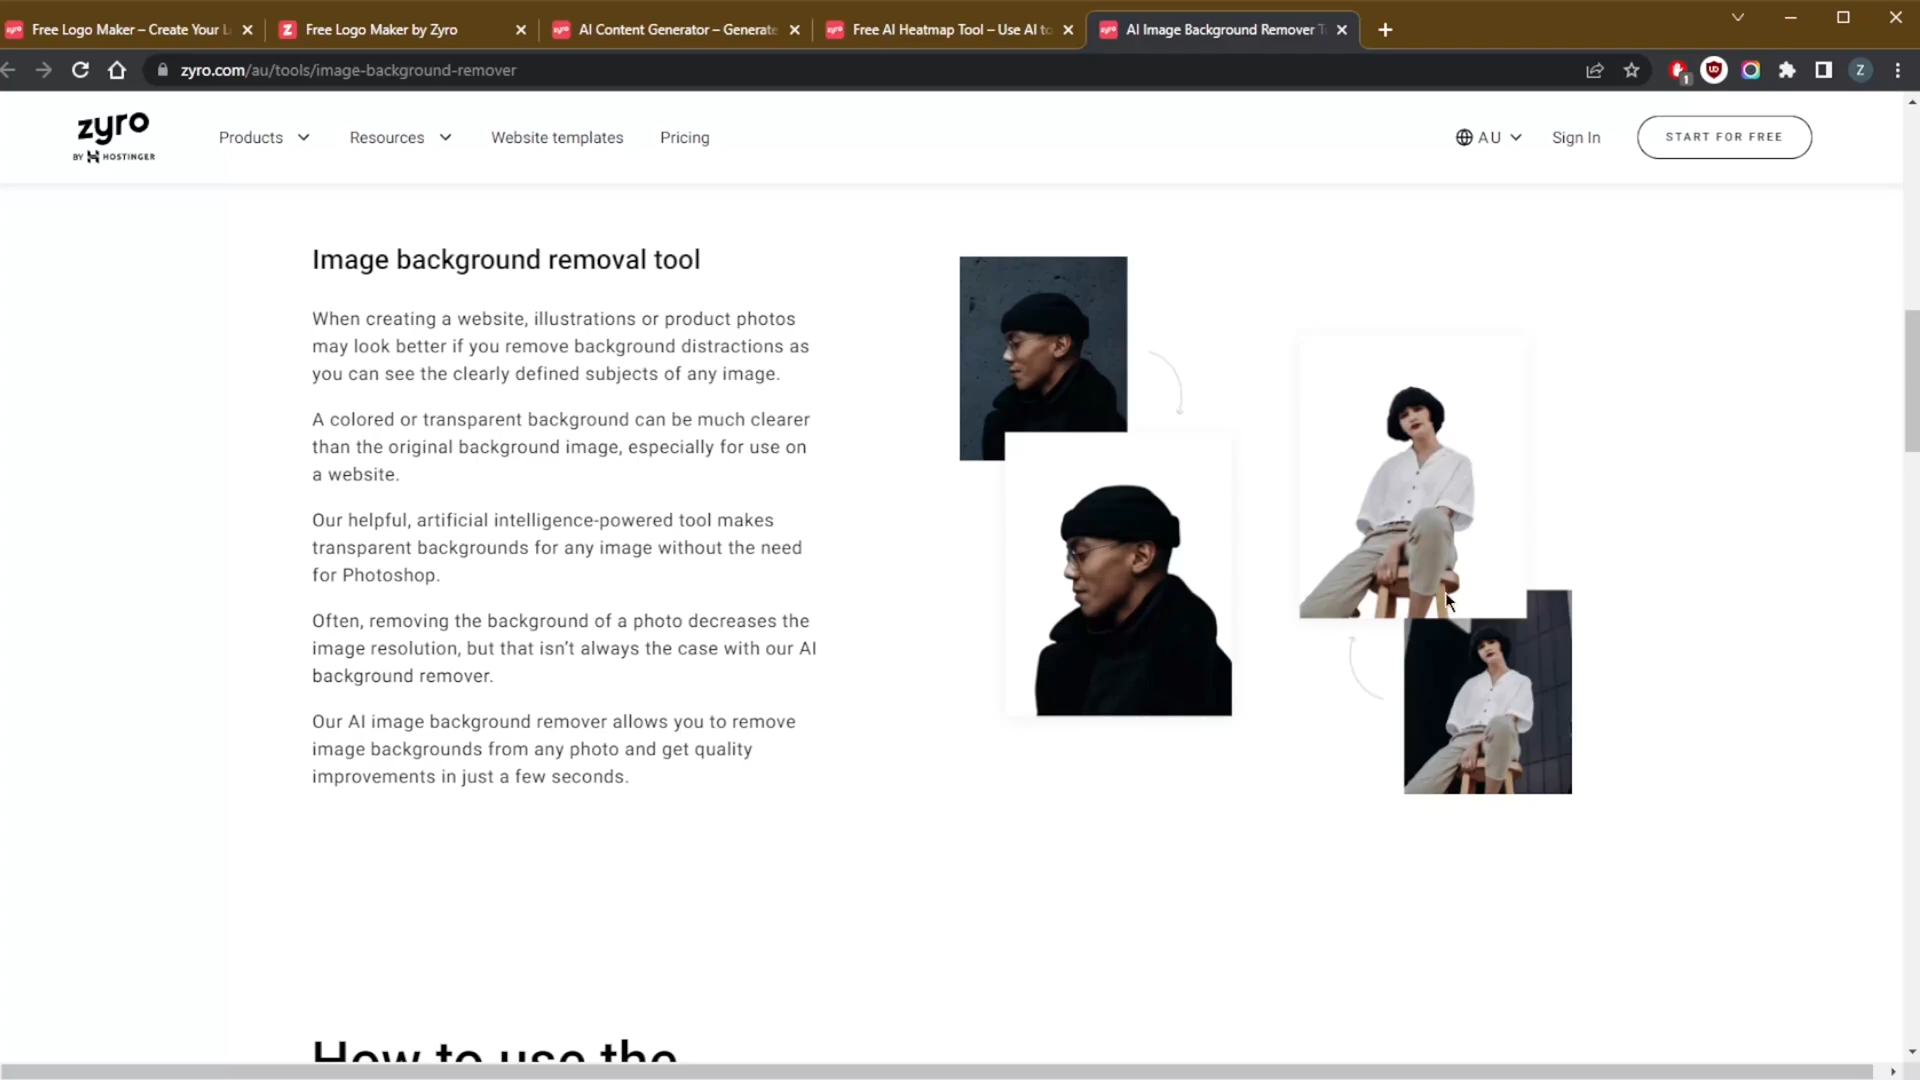 Free Logo Maker – Create Your L
Free Logo Maker by Zyro
AI Content Generator – Generate
Free AI Heatmap Tool – Use AI to
AI Image Background Remover T
zyro.com/au/tools/image-background-remover
1
Z
zyro
BY HOSTINGER
Products
Resources
Website templates
Pricing
AU
Sign In
START FOR FREE
Image background removal tool
When creating a website, illustrations or product photos
may look better if you remove background distractions as
you can see the clearly defined subjects of any image.
A colored or transparent background can be much clearer
than the original background image, especially for use on
a website.
Our helpful, artificial intelligence-powered tool makes
transparent backgrounds for any image without the need
for Photoshop.
Often, removing the background of a photo decreases the
image resolution, but that isn’t always the case with our AI
background remover.
Our AI image background remover allows you to remove
image backgrounds from any photo and get quality
improvements in just a few seconds.
How to use the